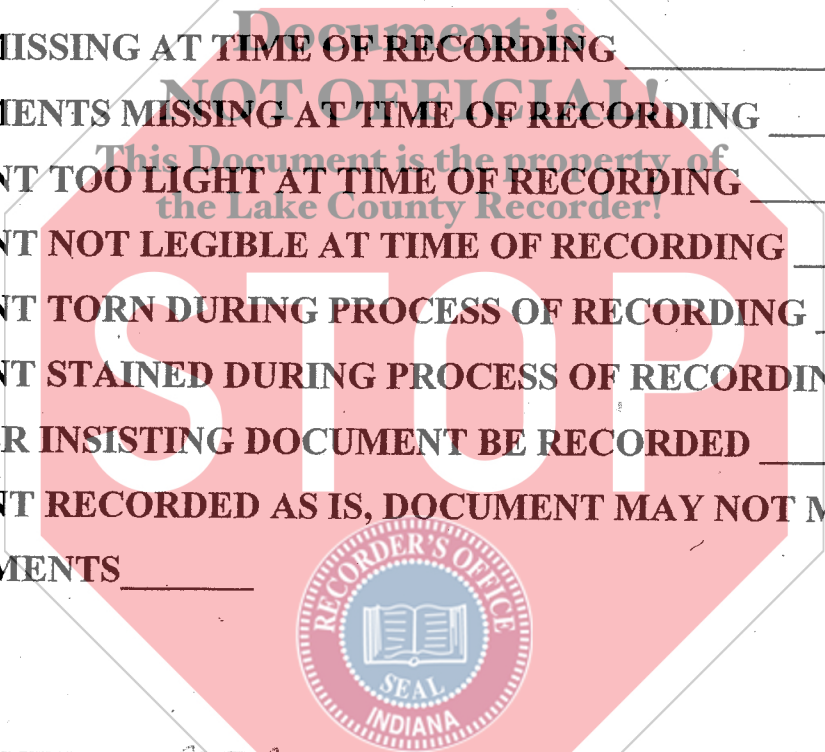 Document is
ISSING AT TIME OF RECORDING
NOT OFFICIAL!
ENTS MISSING AT TIME OF RECORDING
This Document is the property of
NT TOO LIGHT AT TIME OF RECORDING
the Lake County Recorder!
NT NOT LEGIBLE AT TIME OF RECORDING
STOP
NT TORN DURING PROCESS OF RECORDING
NT STAINED DURING PROCESS OF RECORDIN
R INSISTING DOCUMENT BE RECORDED
NT RECORDED AS IS, DOCUMENT MAY NOT M
MENTS
RECORDER'S OFFICE
SEAL
INDIANA